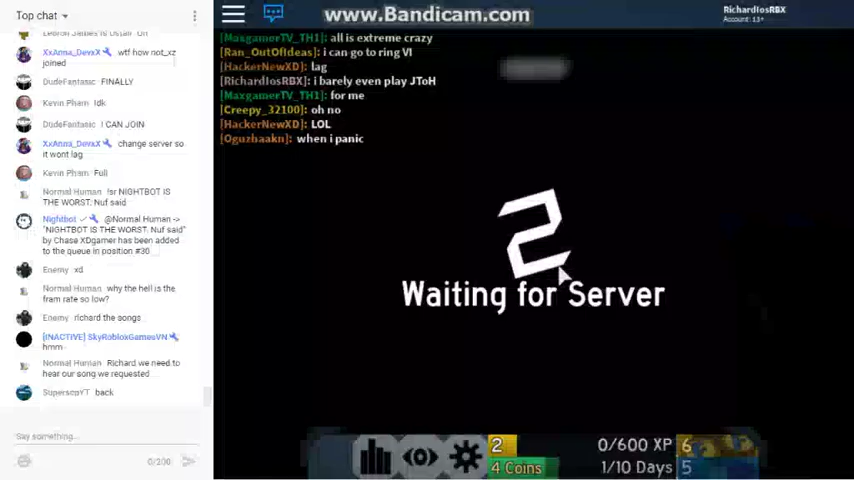 Top chat
XxAnna_DevxX wtf how not_xz
joined
DudeFantasic FINALLY
Kevin Pham Idk
DudeFantasic I CAN JOIN
XxAnna_DevxX change server so
it wont lag
Kevin Pham Full
Normal Human !sr NIGHTBOT IS
THE WORST. Nuf said
Nightbot @Normal Human ->
"NIGHTBOT IS THE WORST. Nuf said"
by Chase XDgamer has been added
to the queue in position #30
Enemy xd
Normal Human why the hell is the
fram rate so low?
Enemy richard the songs
[INACTIVE] SkyRobloxGamesVN
hmm
Normal Human Richard we need to
hear our song we requested
SupersopYT back
Say something...
0/200
www.Bandicam.com
RichardIosRBX
Account: 13+
[MaxgamerTV_TH1]: all is extreme crazy
[Ran_OutOfIdeas]: i can go to ring VI
[HackerNewXD]: lag
[RichardIosRBX]: i barely even play JToH
[MaxgamerTV_TH1]: for me
[Creepy_32100]: oh no
[HackerNewXD]: LOL
[Oguzhaakn]: when i panic
2
Waiting for Server
2
0/600 XP
6
4 Coins
1/10 Days
5